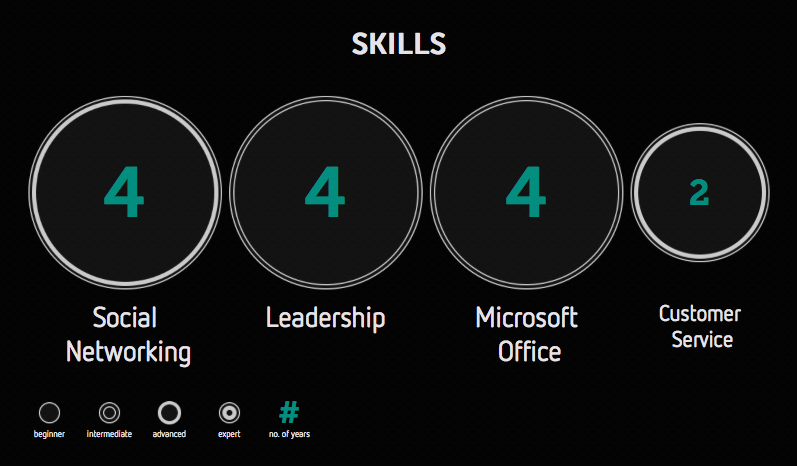 SKILLS
4 4 4 2
Social Networking
Leadership
Microsoft Office
Customer Service
#
beginner intermediate advanced expert no. of years